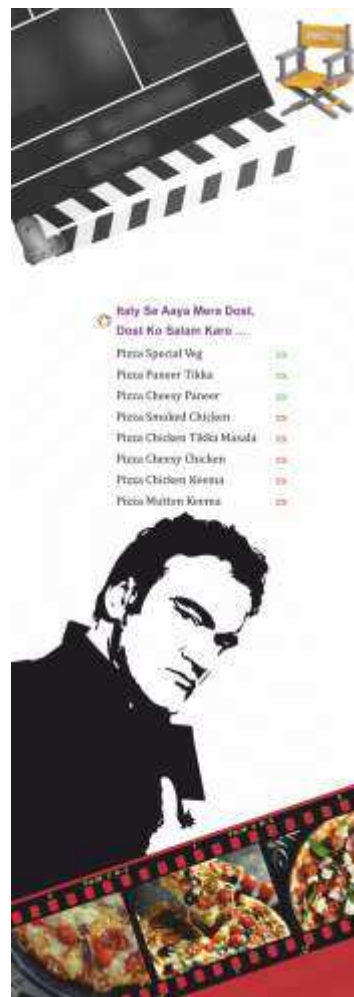 Italy Se Aaya Mera Dost,
Dost Ko Salam Karo ....
Pizza Special Veg
Pizza Paneer Tikka
Pizza Cheesy Paneer
Pizza Smoked Chicken
Pizza Chicken Tikka Masala
Pizza Cheesy Chicken
Pizza Chicken Keema
Pizza Mutton Keema